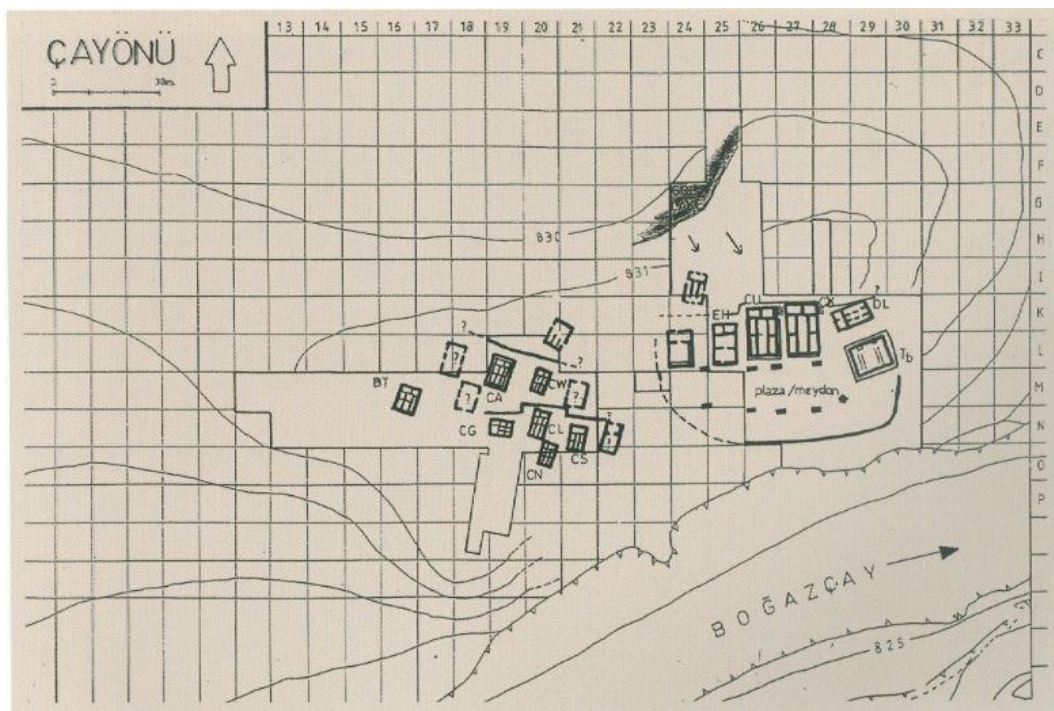 ÇAYÖNÜ
30m.
13 14 15 16 17 18 19 20 21 22 23 24 25 26 27 28 29 30 31 32 33
C
D
E
F
G
830
H
831
I
?
CU
CX
DL
K
EH
?
?
L
Tb
?
BT
CA
CW
?
?
plaza/meydan
M
CG
CL
N
CS
CN
O
P
BOĞAZÇAY
825